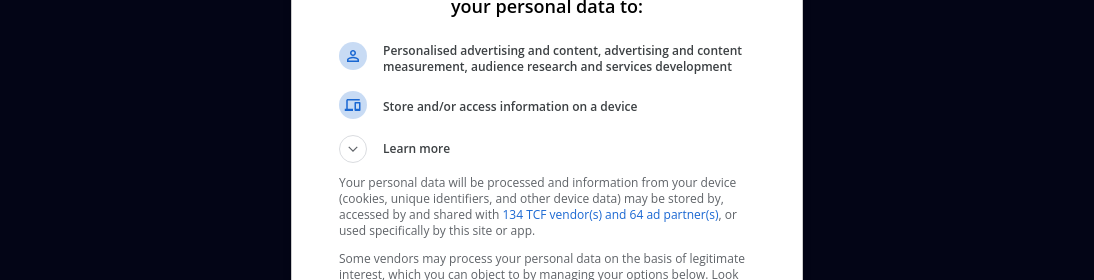 your personal data to:
Personalised advertising and content, advertising and content
measurement, audience research and services development
Store and/or access information on a device
Learn more
Your personal data will be processed and information from your device
(cookies, unique identifiers, and other device data) may be stored by,
accessed by and shared with 134 TCF vendor(s) and 64 ad partner(s), or
used specifically by this site or app.
Some vendors may process your personal data on the basis of legitimate
interest, which you can object to by managing your options below. Look